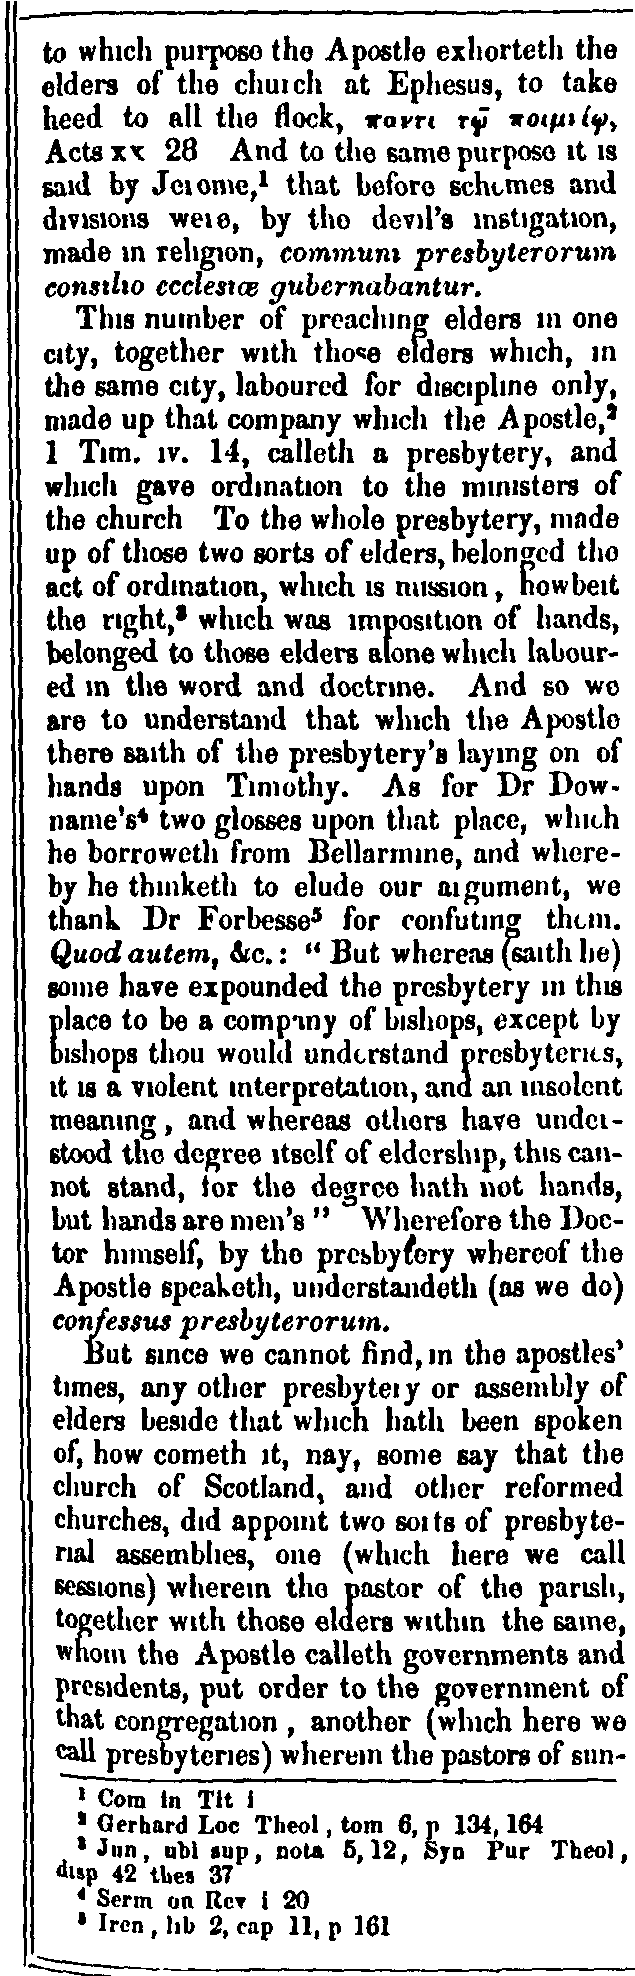 to which purpose the Apostle exhorteth the
elders of the church at Ephesus, to take
heed to all the flock, παντι τῷ ποιμνίῳ,
Acts xx 28 And to the same purpose it is
said by Jerome,¹ that before schismes and
divisions were, by the devil's instigation,
made in religion, communi presbyterorum
consilio ecclesiæ gubernabantur.
This number of preaching elders in one
city, together with those elders which, in
the same city, laboured for discipline only,
made up that company which the Apostle,²
1 Tim. iv. 14, calleth a presbytery, and
which gave ordination to the ministers of
the church To the whole presbytery, made
up of those two sorts of elders, belonged the
act of ordination, which is mission, howbeit
the right,³ which was imposition of hands,
belonged to those elders alone which labour-
ed in the word and doctrine. And so we
are to understand that which the Apostle
there saith of the presbytery's laying on of
hands upon Timothy. As for Dr Dow-
name's⁴ two glosses upon that place, which
he borroweth from Bellarmine, and where-
by he thinketh to elude our argument, we
thank Dr Forbesse⁵ for confuting them.
Quod autem, &c.: "But whereas (saith he)
some have expounded the presbytery in this
place to be a company of bishops, except by
bishops thou would understand presbyteries,
it is a violent interpretation, and an insolent
meaning, and whereas others have under-
stood the degree itself of eldership, this can-
not stand, for the degree hath not hands,
but hands are men's" Wherefore the Doc-
tor himself, by the presbytery whereof the
Apostle speaketh, understandeth (as we do)
confessus presbyterorum.
But since we cannot find, in the apostles'
times, any other presbytery or assembly of
elders beside that which hath been spoken
of, how cometh it, nay, some say that the
church of Scotland, and other reformed
churches, did appoint two sorts of presbyte-
rial assemblies, one (which here we call
sessions) wherein the pastor of the parish,
together with those elders within the same,
whom the Apostle calleth governments and
presidents, put order to the government of
that congregation, another (which here we
call presbyteries) wherein the pastors of sun-
¹ Com in Tit i
² Gerhard Loc Theol, tom 6, p 134, 164
³ Jun, ubi sup, nota 5, 12, Syn Pur Theol,
disp 42 thes 37
⁴ Serm on Rev i 20
⁵ Iren, lib 2, cap 11, p 161